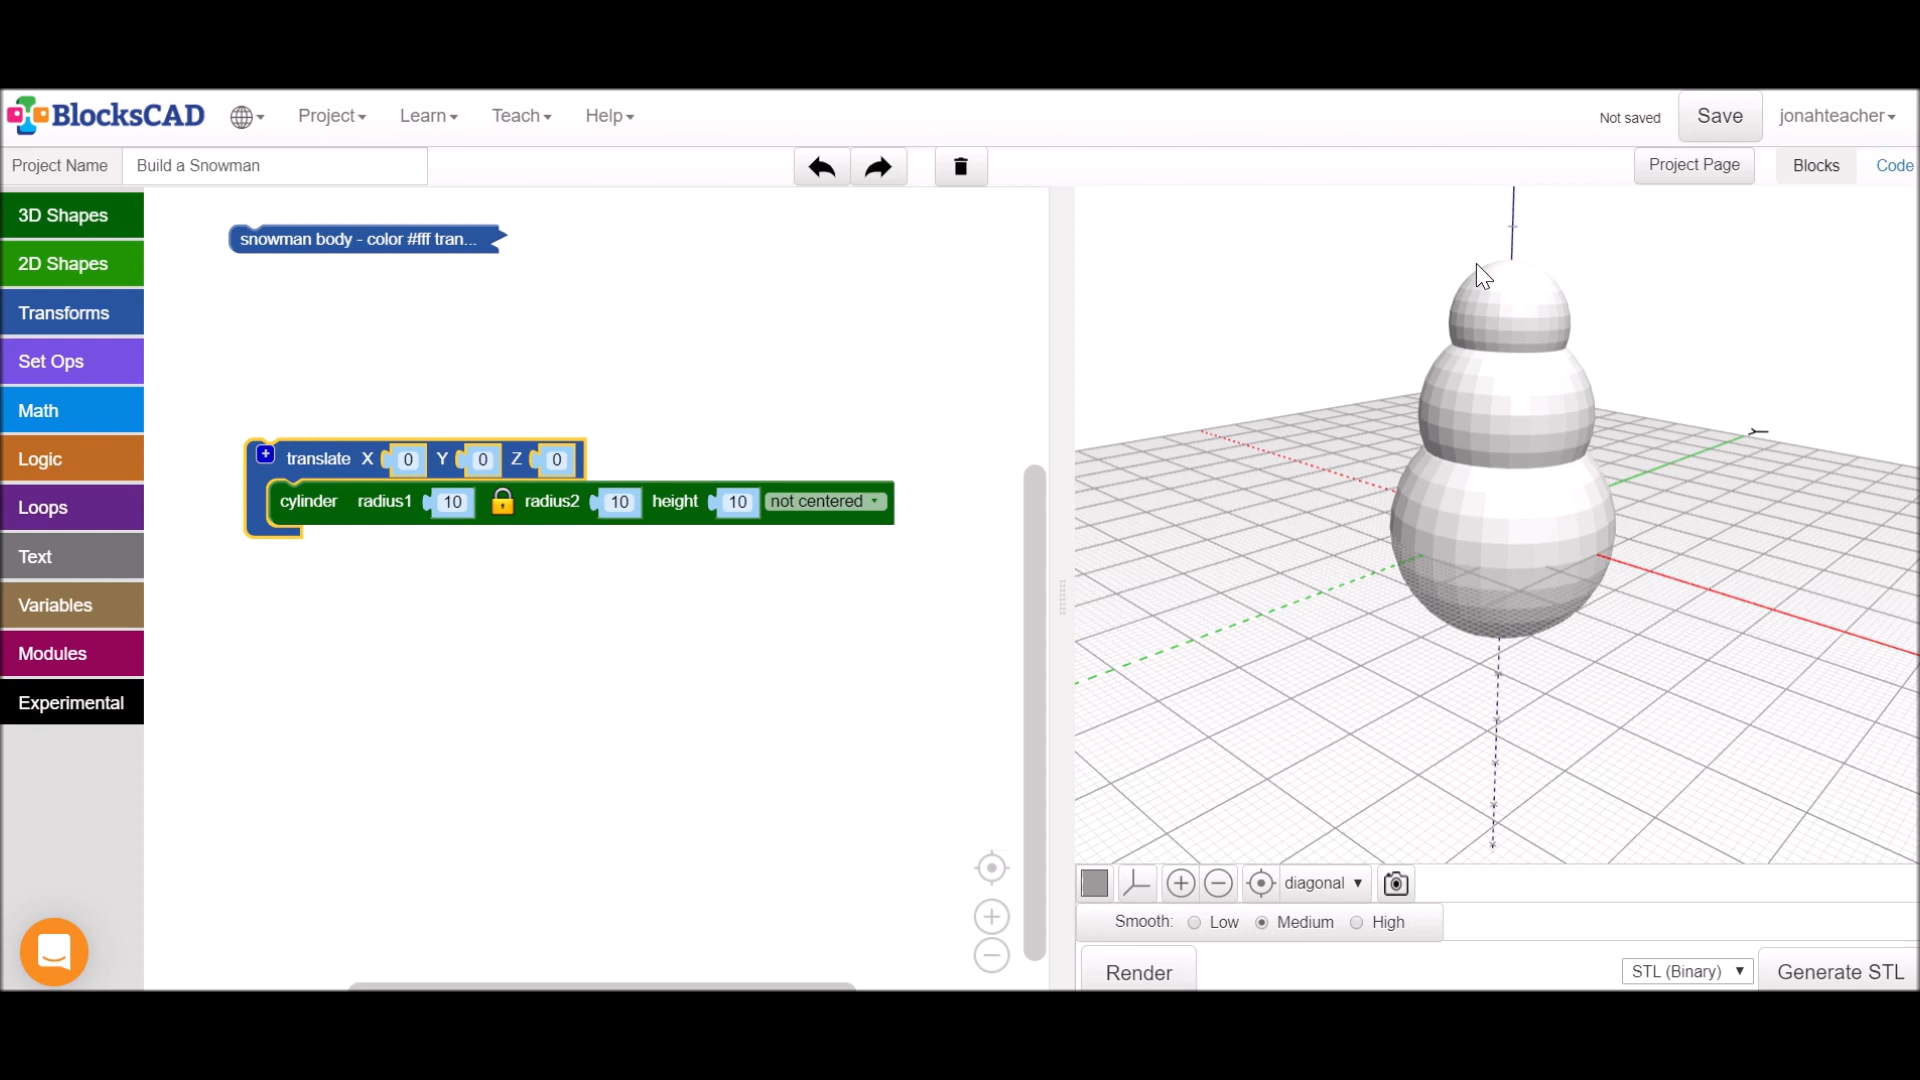 BlocksCAD Project Learn Teach Help Not saved Save jonahteacher
Project Name Build a Snowman Project Page Blocks Code
3D Shapes
2D Shapes
Transforms
Set Ops
Math
Logic
Loops
Text
Variables
Modules
Experimental
snowman body - color #fff tran...
+ translate X 0 Y 0 Z 0
cylinder radius1 10 radius2 10 height 10 not centered
Y
diagonal
Smooth: Low Medium High
Render STL (Binary) Generate STL